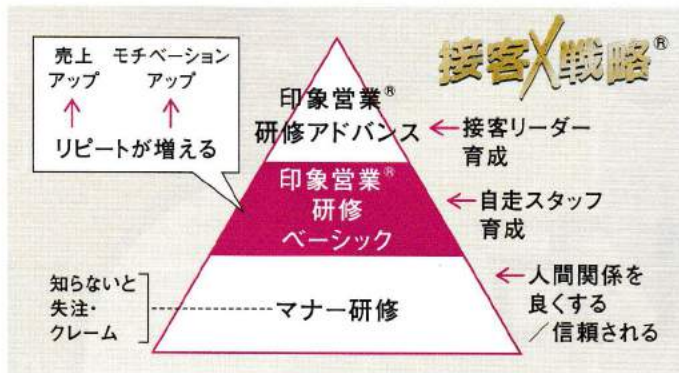 接客X戦略®
売上 モチベーション
アップ アップ
リピートが増える
印象営業®
研修アドバンス
接客リーダー
育成
印象営業®
研修
ベーシック
自走スタッフ
育成
知らないと
失注・
クレーム
マナー研修
人間関係を
良くする
/信頼される